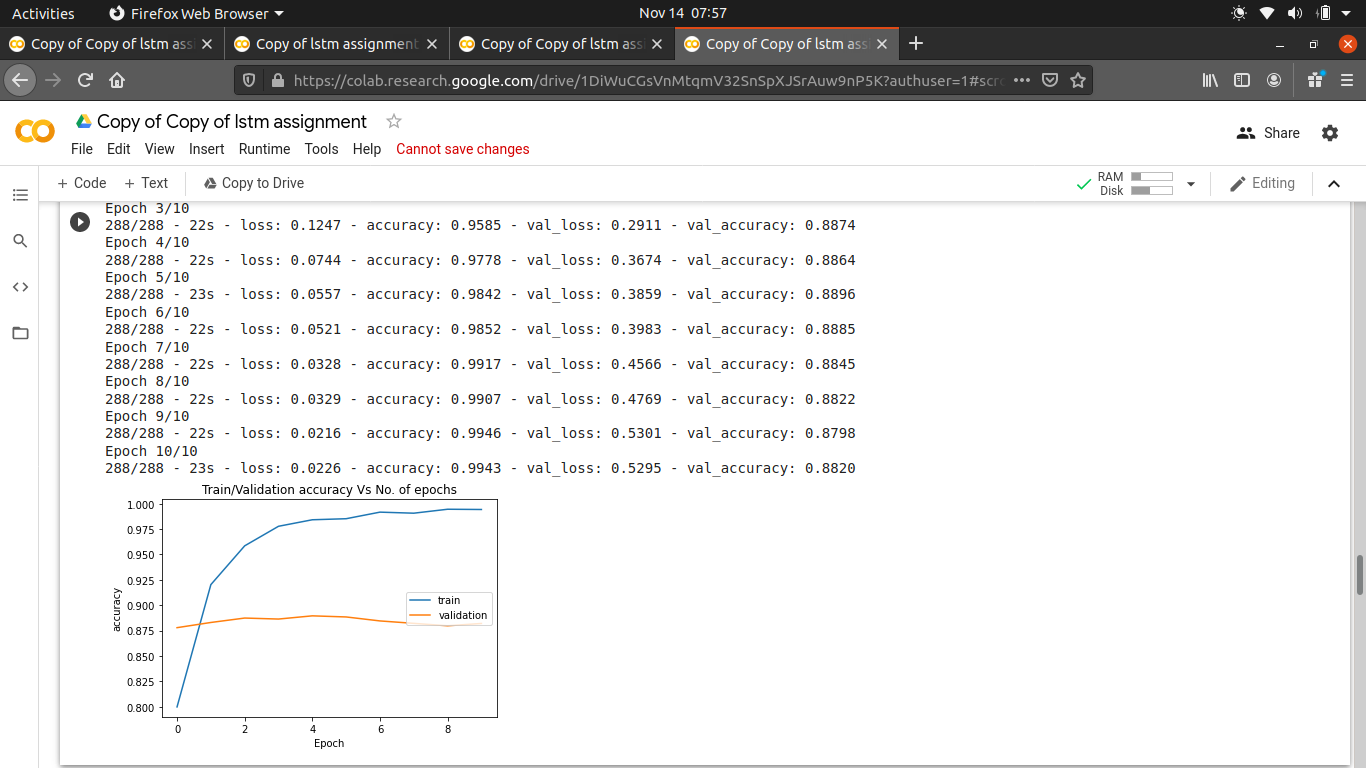 Activities
Firefox Web Browser
Nov 14 07:57
Copy of Copy of lstm ass
Copy of lstm assignment
Copy of Copy of lstm ass
Copy of Copy of lstm ass
https://colab.research.google.com/drive/1DiWuCGsVnMtqmV32SnSpXJSrAuw9nP5K?authuser=1#scro
Copy of Copy of lstm assignment
File Edit View Insert Runtime Tools Help Cannot save changes
Share
+ Code + Text Copy to Drive
RAM
Disk
Editing
Epoch 3/10
288/288 - 22s - loss: 0.1247 - accuracy: 0.9585 - val_loss: 0.2911 - val_accuracy: 0.8874
Epoch 4/10
288/288 - 22s - loss: 0.0744 - accuracy: 0.9778 - val_loss: 0.3674 - val_accuracy: 0.8864
Epoch 5/10
288/288 - 23s - loss: 0.0557 - accuracy: 0.9842 - val_loss: 0.3859 - val_accuracy: 0.8896
Epoch 6/10
288/288 - 22s - loss: 0.0521 - accuracy: 0.9852 - val_loss: 0.3983 - val_accuracy: 0.8885
Epoch 7/10
288/288 - 22s - loss: 0.0328 - accuracy: 0.9917 - val_loss: 0.4566 - val_accuracy: 0.8845
Epoch 8/10
288/288 - 22s - loss: 0.0329 - accuracy: 0.9907 - val_loss: 0.4769 - val_accuracy: 0.8822
Epoch 9/10
288/288 - 22s - loss: 0.0216 - accuracy: 0.9946 - val_loss: 0.5301 - val_accuracy: 0.8798
Epoch 10/10
288/288 - 23s - loss: 0.0226 - accuracy: 0.9943 - val_loss: 0.5295 - val_accuracy: 0.8820
Train/Validation accuracy Vs No. of epochs
1.000
0.975
0.950
0.925
0.900
0.875
0.850
0.825
0.800
accuracy
train
validation
0 2 4 6 8
Epoch